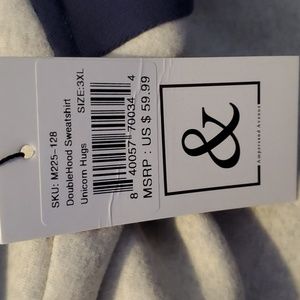 SKU: M225-128
DoubleHood Sweatshirt
Unicorn Hugs
SIZE:3XL
8 40057 70034 4
MSRP : US $ 59.99
&
Ampersand Avenue